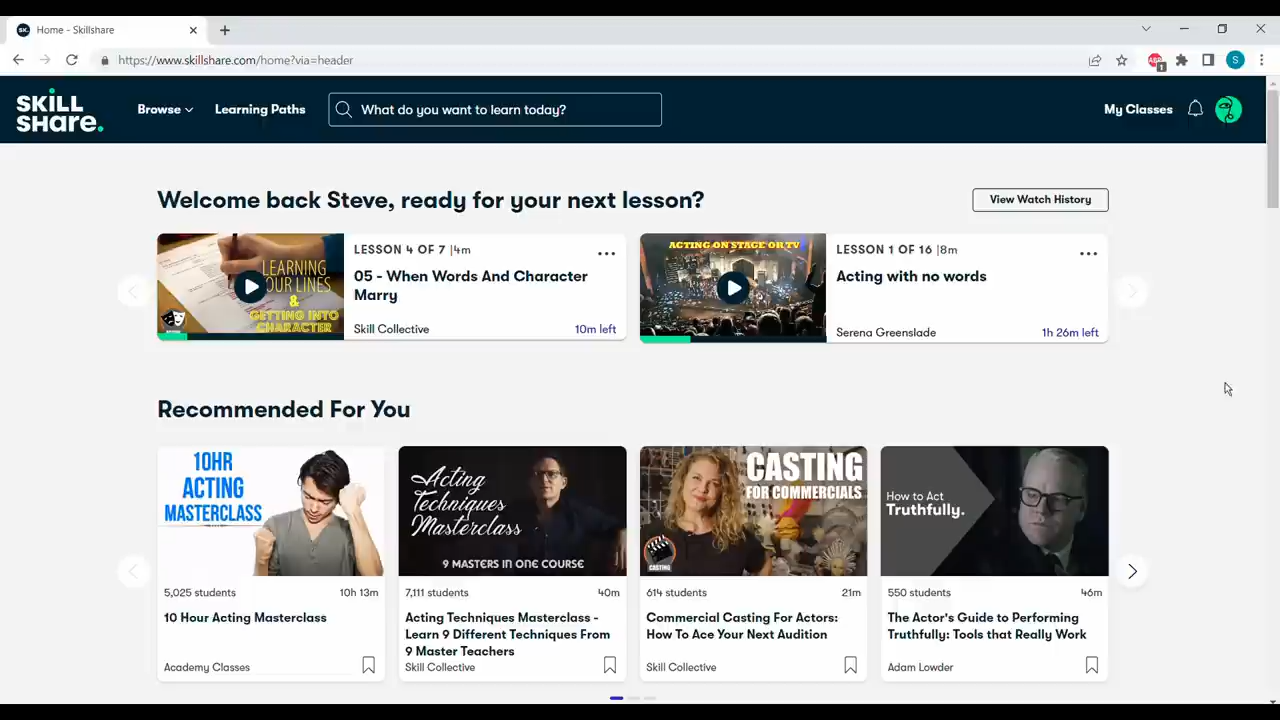 Home - Skillshare
https://www.skillshare.com/home?via=header
1
S
SKILL
SHARE.
Browse
Learning Paths
What do you want to learn today?
My Classes
Welcome back Steve, ready for your next lesson?
View Watch History
LEARNING
YOUR LINES
&
GETTING INTO
CHARACTER
LESSON 4 OF 7 |4m
05 - When Words And Character
Marry
Skill Collective
10m left
ACTING ON STAGE OR TV
LESSON 1 OF 16 |8m
Acting with no words
Serena Greenslade
1h 26m left
Recommended For You
10HR
ACTING
MASTERCLASS
5,025 students
10h 13m
10 Hour Acting Masterclass
Academy Classes
Acting
Techniques
Masterclass
9 MASTERS IN ONE COURSE
7,111 students
40m
Acting Techniques Masterclass -
Learn 9 Different Techniques From
9 Master Teachers
Skill Collective
CASTING
FOR COMMERCIALS
CASTING
614 students
21m
Commercial Casting For Actors:
How To Ace Your Next Audition
Skill Collective
How to Act
Truthfully.
550 students
46m
The Actor's Guide to Performing
Truthfully: Tools that Really Work
Adam Lowder